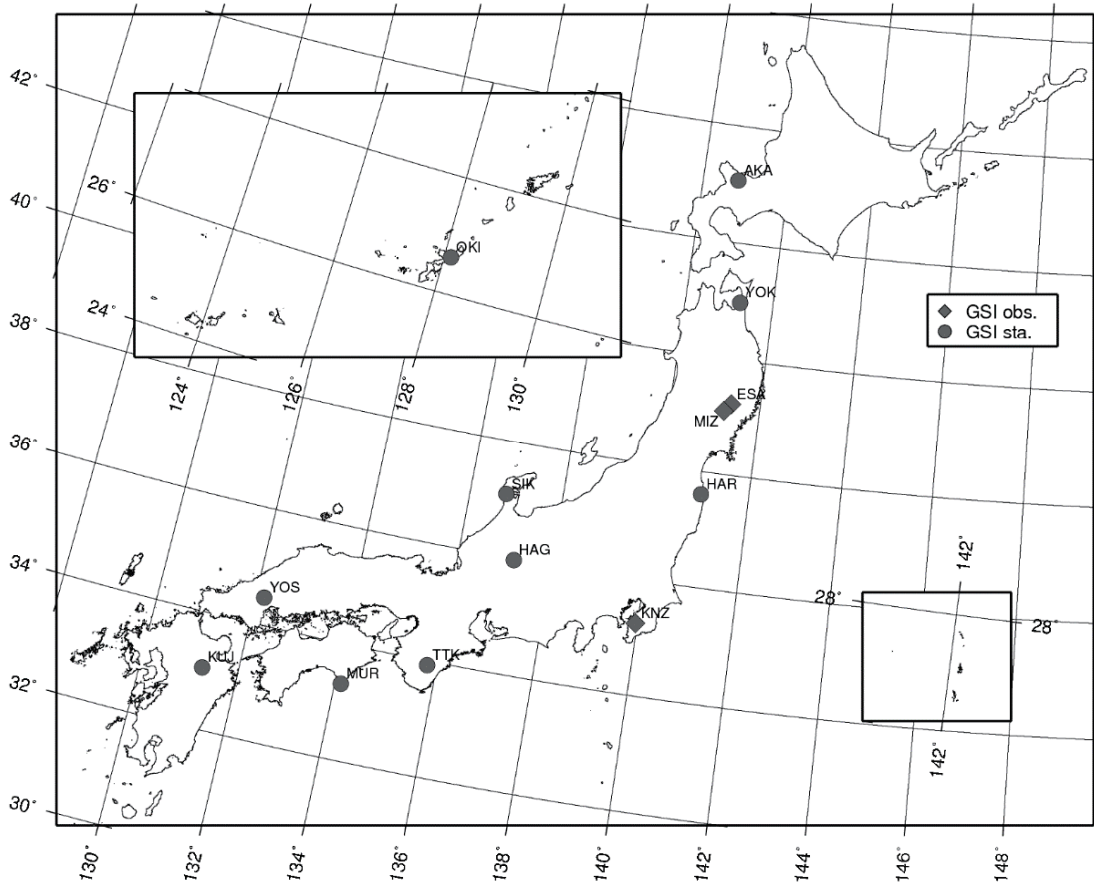 42°
AKA
26°
40°
OKI
YOK
GSI obs.
GSI sta.
24°
38°
124°
126°
128°
130°
ESA
MIZ
36°
SIK
HAR
HAG
142°
34°
YOS
28°
KNZ
28°
KUJ
TTK
MUR
32°
142°
30°
130°
132°
134°
136°
138°
140°
142°
144°
146°
148°